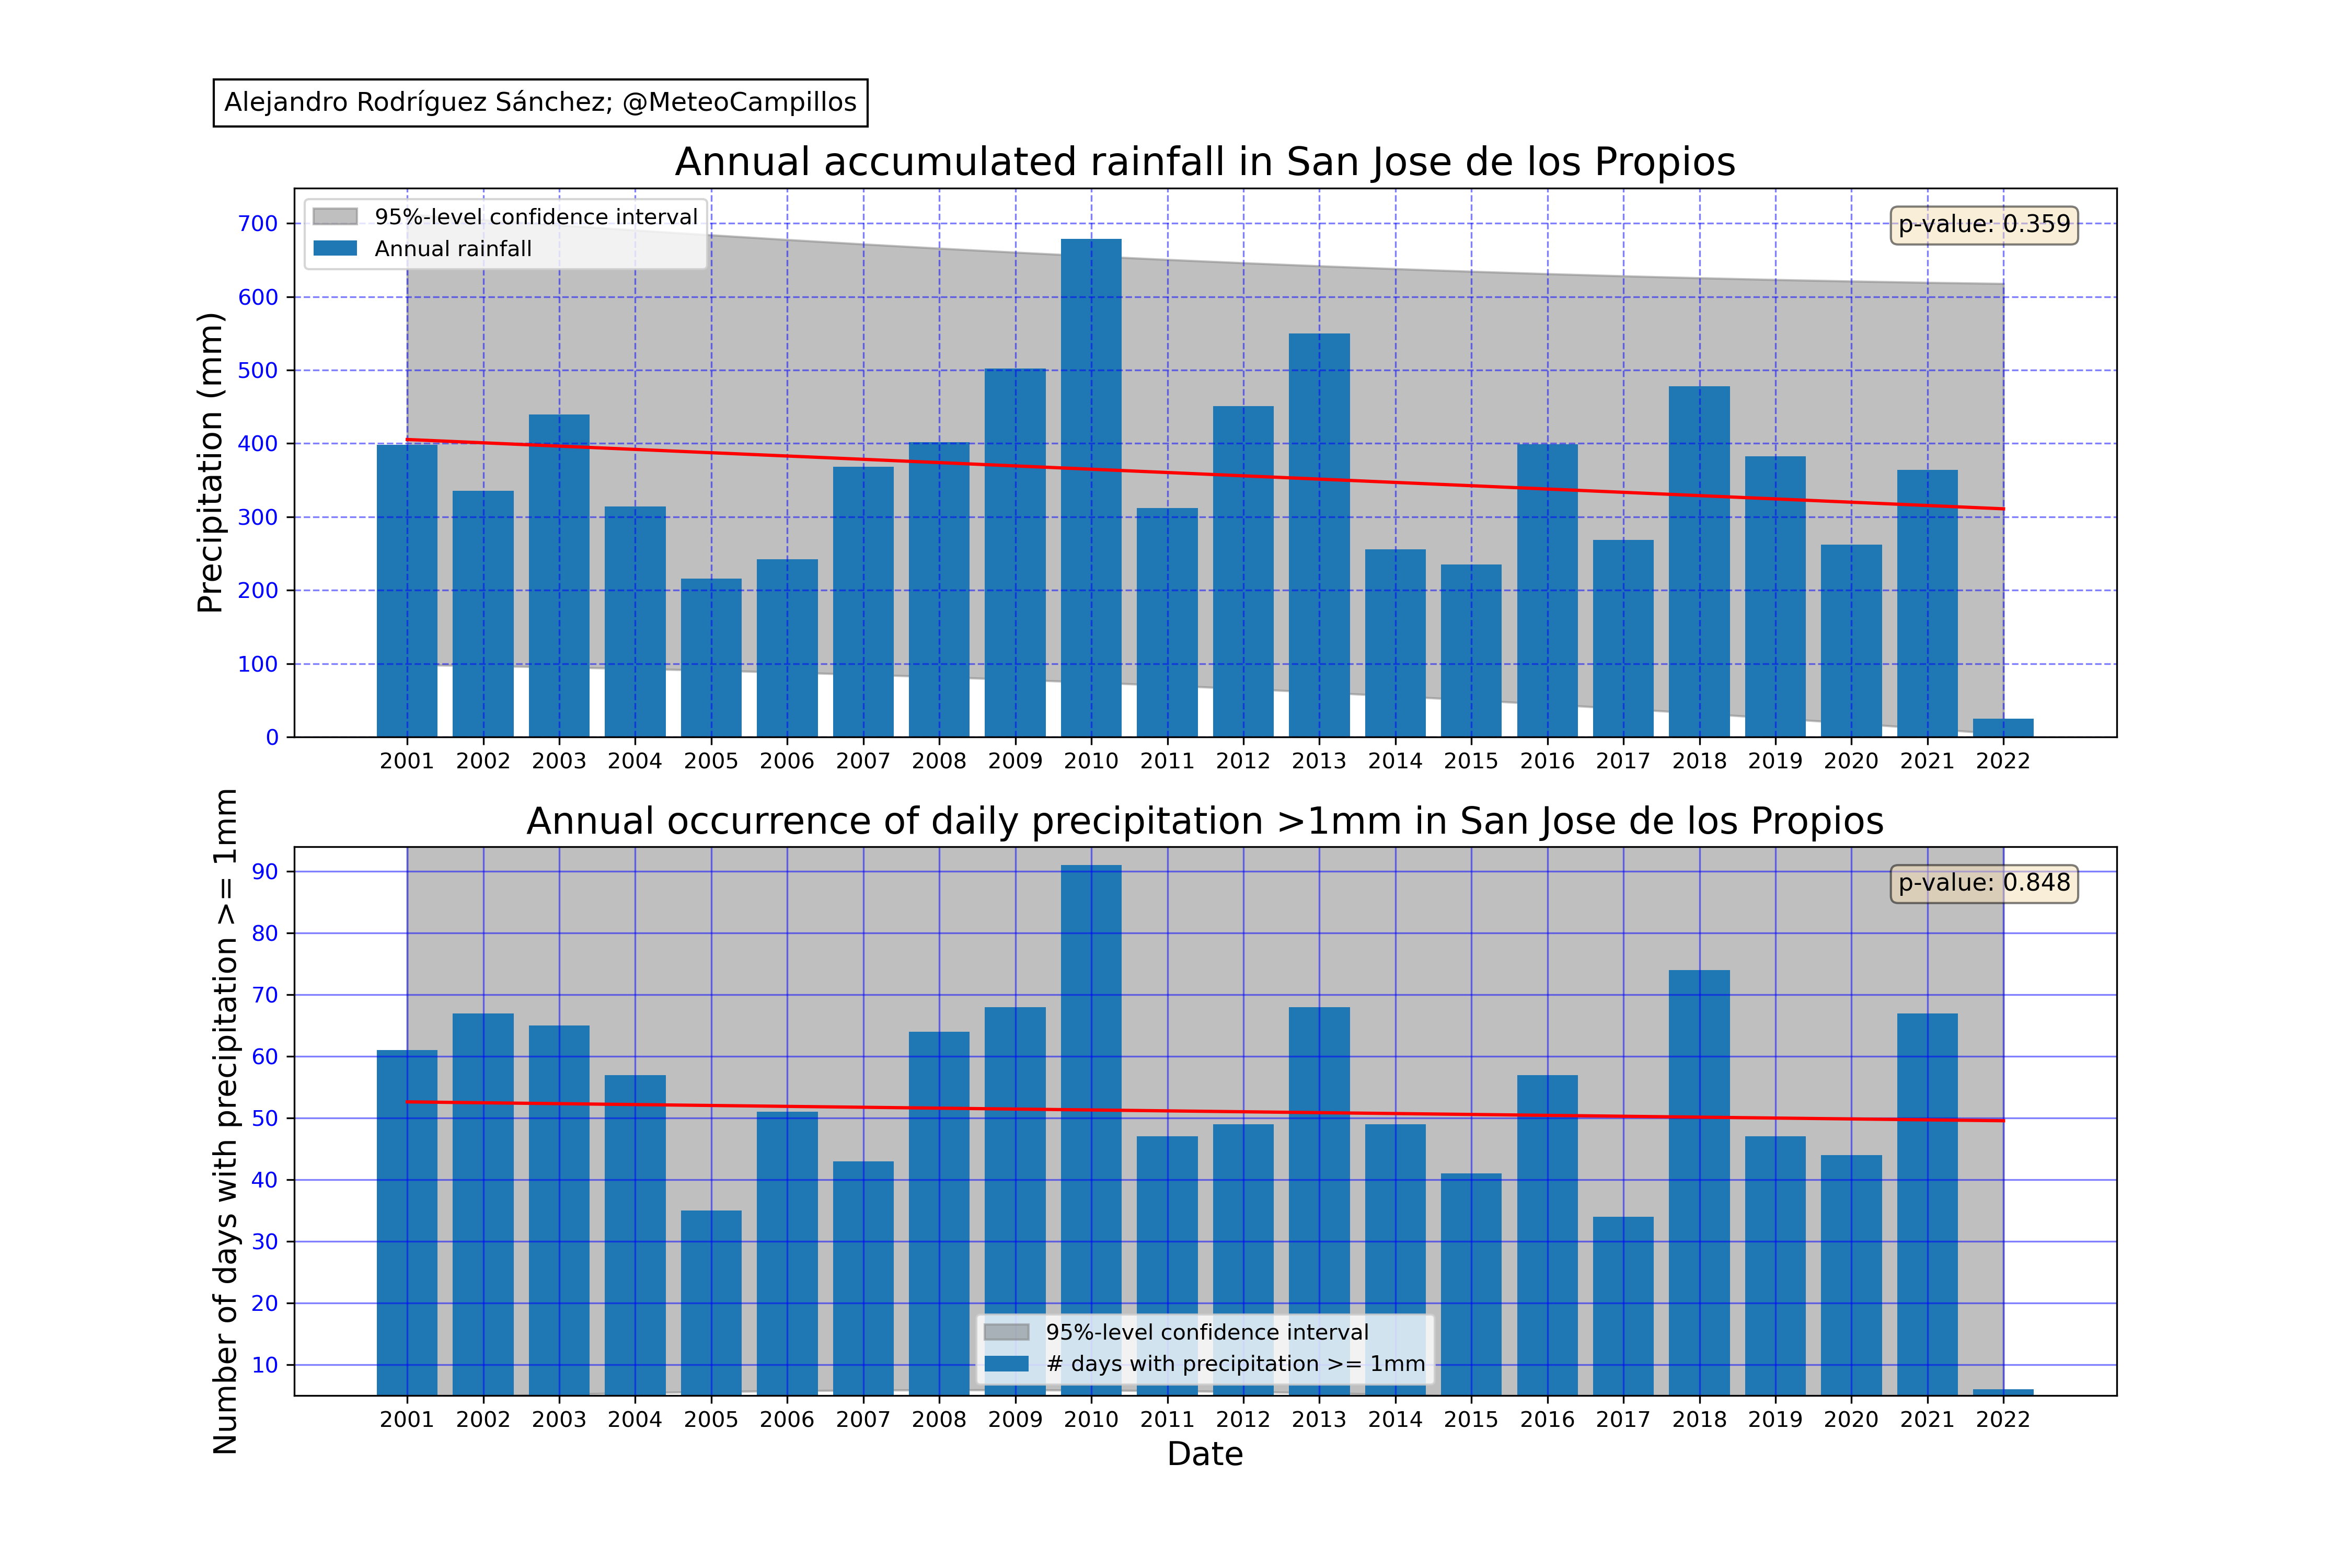 Alejandro Rodríguez Sánchez; @MeteoCampillos
Annual accumulated rainfall in San Jose de los Propios
95%-level confidence interval
Annual rainfall
p-value: 0.359
Precipitation (mm)
700
600
500
400
300
200
100
0
2001 2002 2003 2004 2005 2006 2007 2008 2009 2010 2011 2012 2013 2014 2015 2016 2017 2018 2019 2020 2021 2022
Annual occurrence of daily precipitation >1mm in San Jose de los Propios
p-value: 0.848
Number of days with precipitation >= 1mm
90
80
70
60
50
40
30
20
10
95%-level confidence interval
# days with precipitation >= 1mm
2001 2002 2003 2004 2005 2006 2007 2008 2009 2010 2011 2012 2013 2014 2015 2016 2017 2018 2019 2020 2021 2022
Date